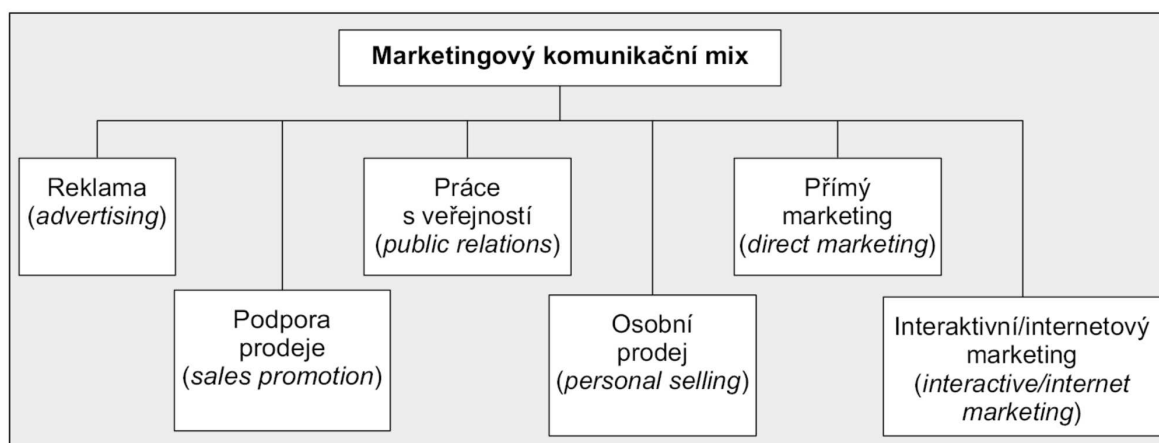 Marketingový komunikační mix
Reklama
(advertising)
Práce
s veřejností
(public relations)
Přímý
marketing
(direct marketing)
Podpora
prodeje
(sales promotion)
Osobní
prodej
(personal selling)
Interaktivní/internetový
marketing
(interactive/internet
marketing)